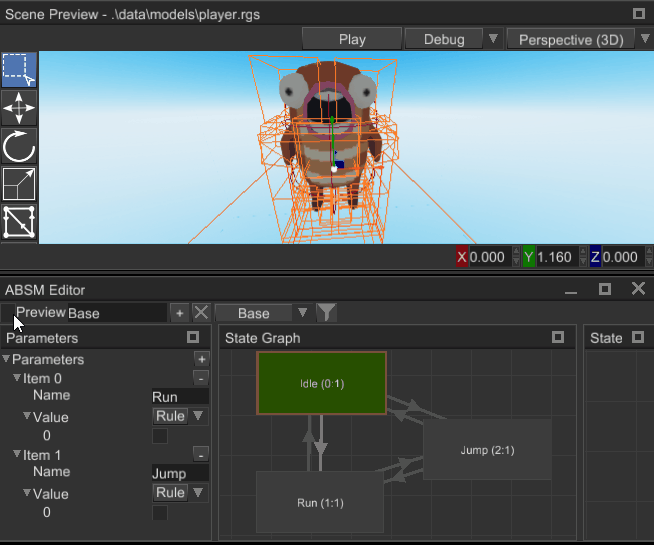 Scene Preview - .\data\models\player.rgs
Play Debug Perspective (3D)
X 0.000 Y 1.160 Z 0.000
ABSM Editor
Preview Base + Base
Parameters
State Graph
State
Parameters +
Item 0 -
Name Run
Value Rule
0
Item 1 -
Name Jump
Value Rule
0
Idle (0:1)
Jump (2:1)
Run (1:1)